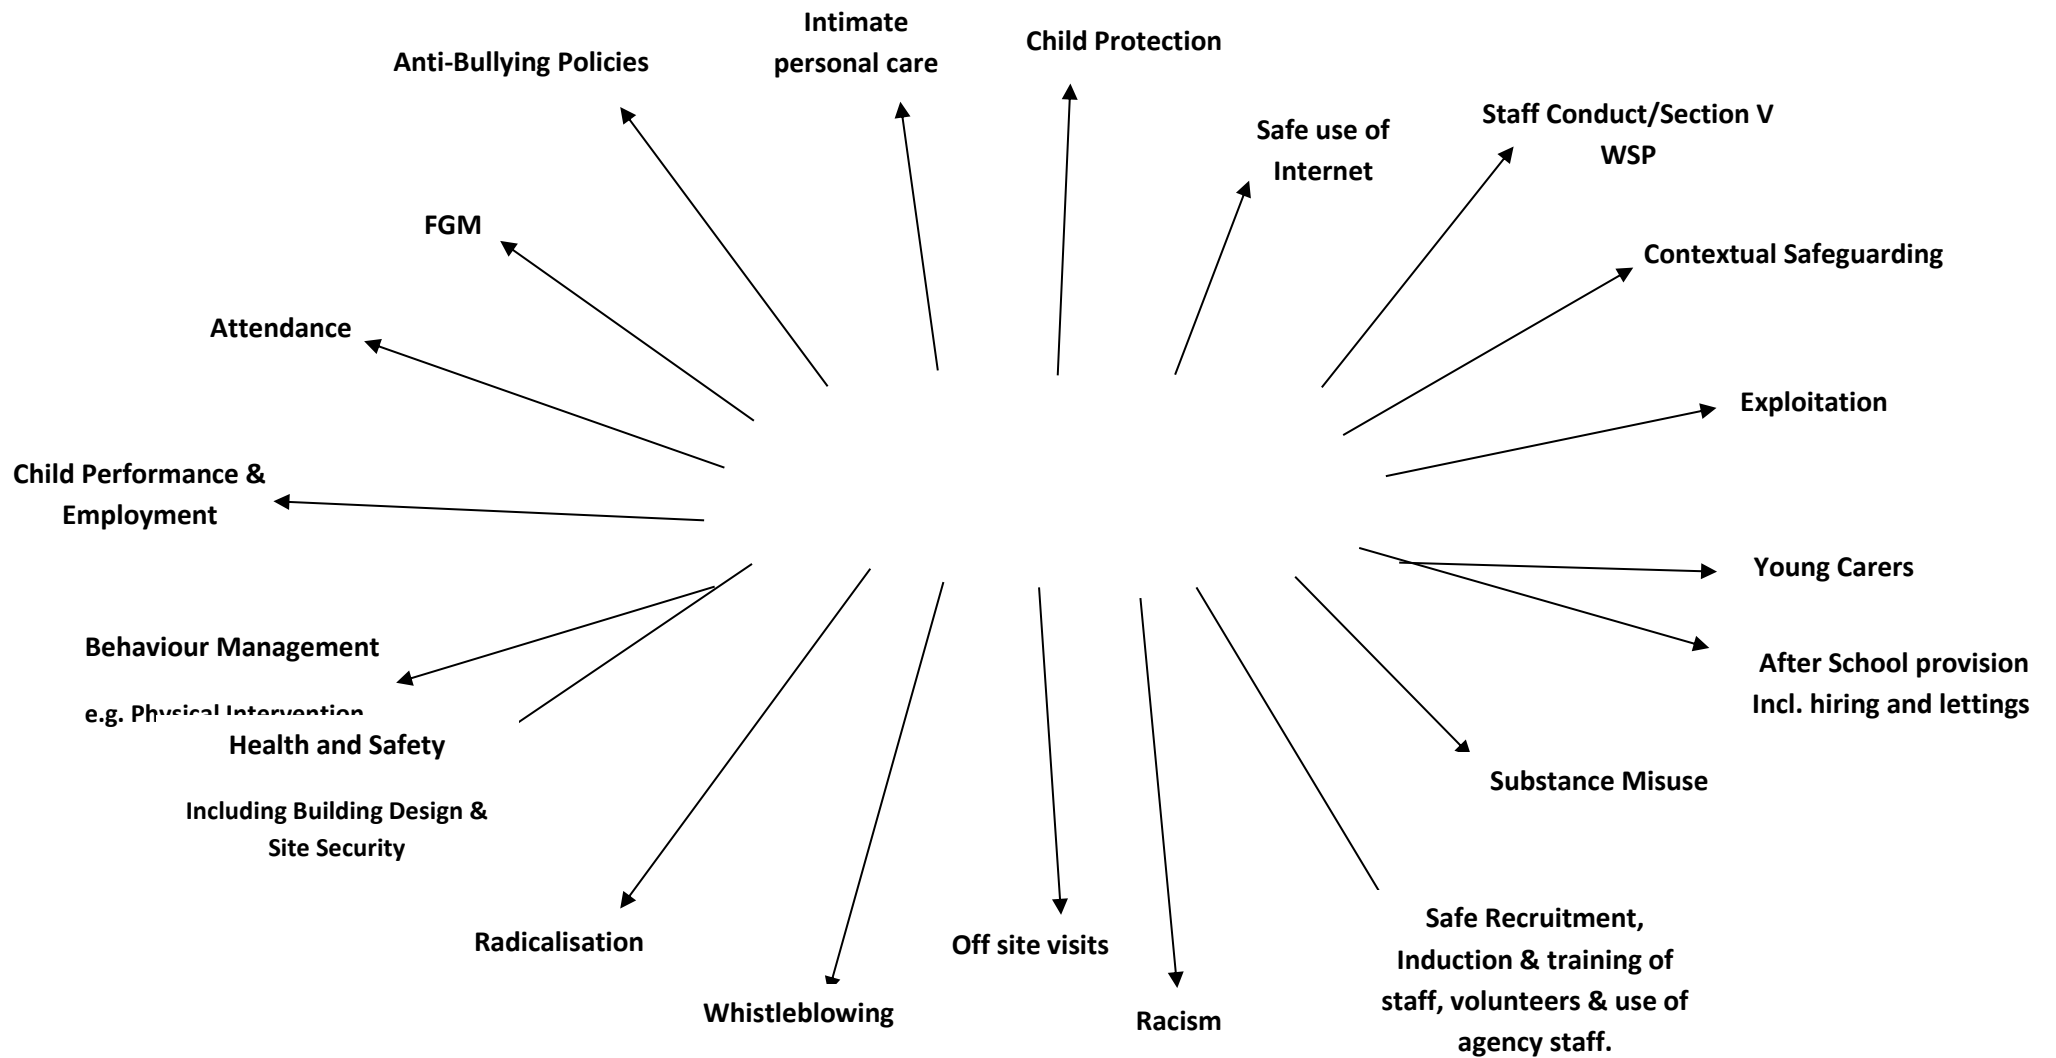 Intimate
personal care
Child Protection
Anti-Bullying Policies
Safe use of
Internet
Staff Conduct/Section V
WSP
FGM
Contextual Safeguarding
Attendance
Exploitation
Child Performance &
Employment
Young Carers
Behaviour Management
e.g. Physical Intervention
After School provision
Incl. hiring and lettings
Health and Safety
Including Building Design &
Site Security
Substance Misuse
Radicalisation
Whistleblowing
Off site visits
Racism
Safe Recruitment,
Induction & training of
staff, volunteers & use of
agency staff.